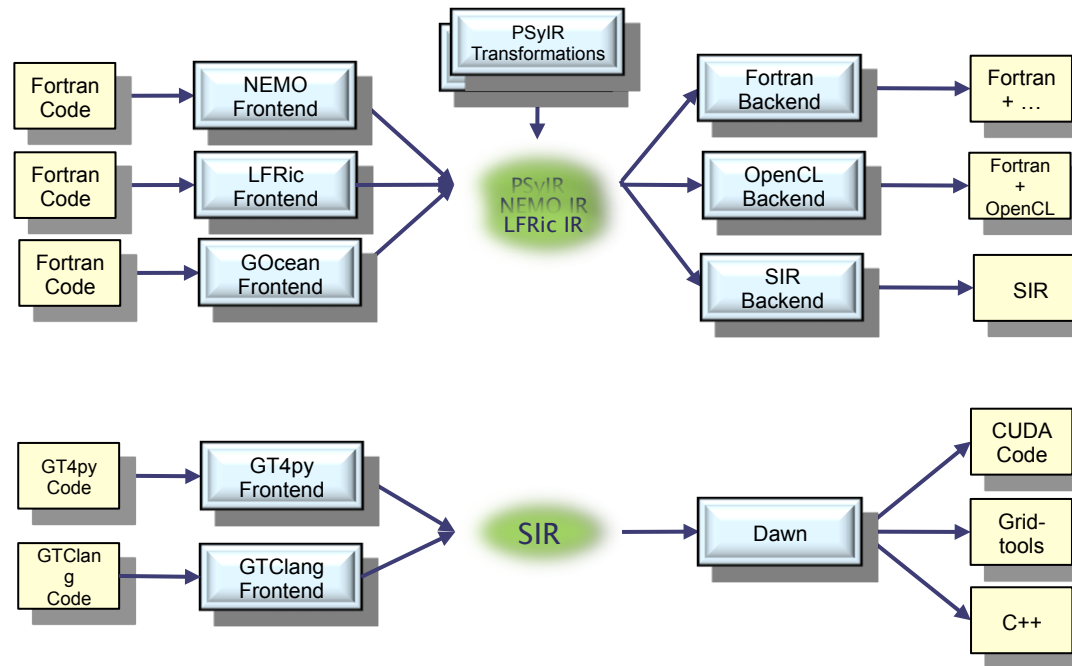 PSyIR
Transformations
Fortran
Code
NEMO
Frontend
Fortran
Backend
Fortran
+ …
Fortran
Code
LFRic
Frontend
PSyIR
NEMO IR
LFRic IR
OpenCL
Backend
Fortran
+
OpenCL
Fortran
Code
GOcean
Frontend
SIR
Backend
SIR
GT4py
Code
GT4py
Frontend
CUDA
Code
SIR
Dawn
Grid-
tools
GTClan
g
Code
GTClang
Frontend
C++